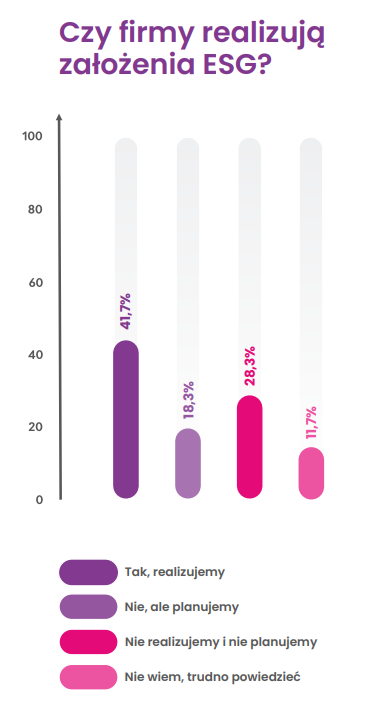 Czy firmy realizują
założenia ESG?
100
80
60
40
20
0
41,7%
18,3%
28,3%
11,7%
Tak, realizujemy
Nie, ale planujemy
Nie realizujemy i nie planujemy
Nie wiem, trudno powiedzieć